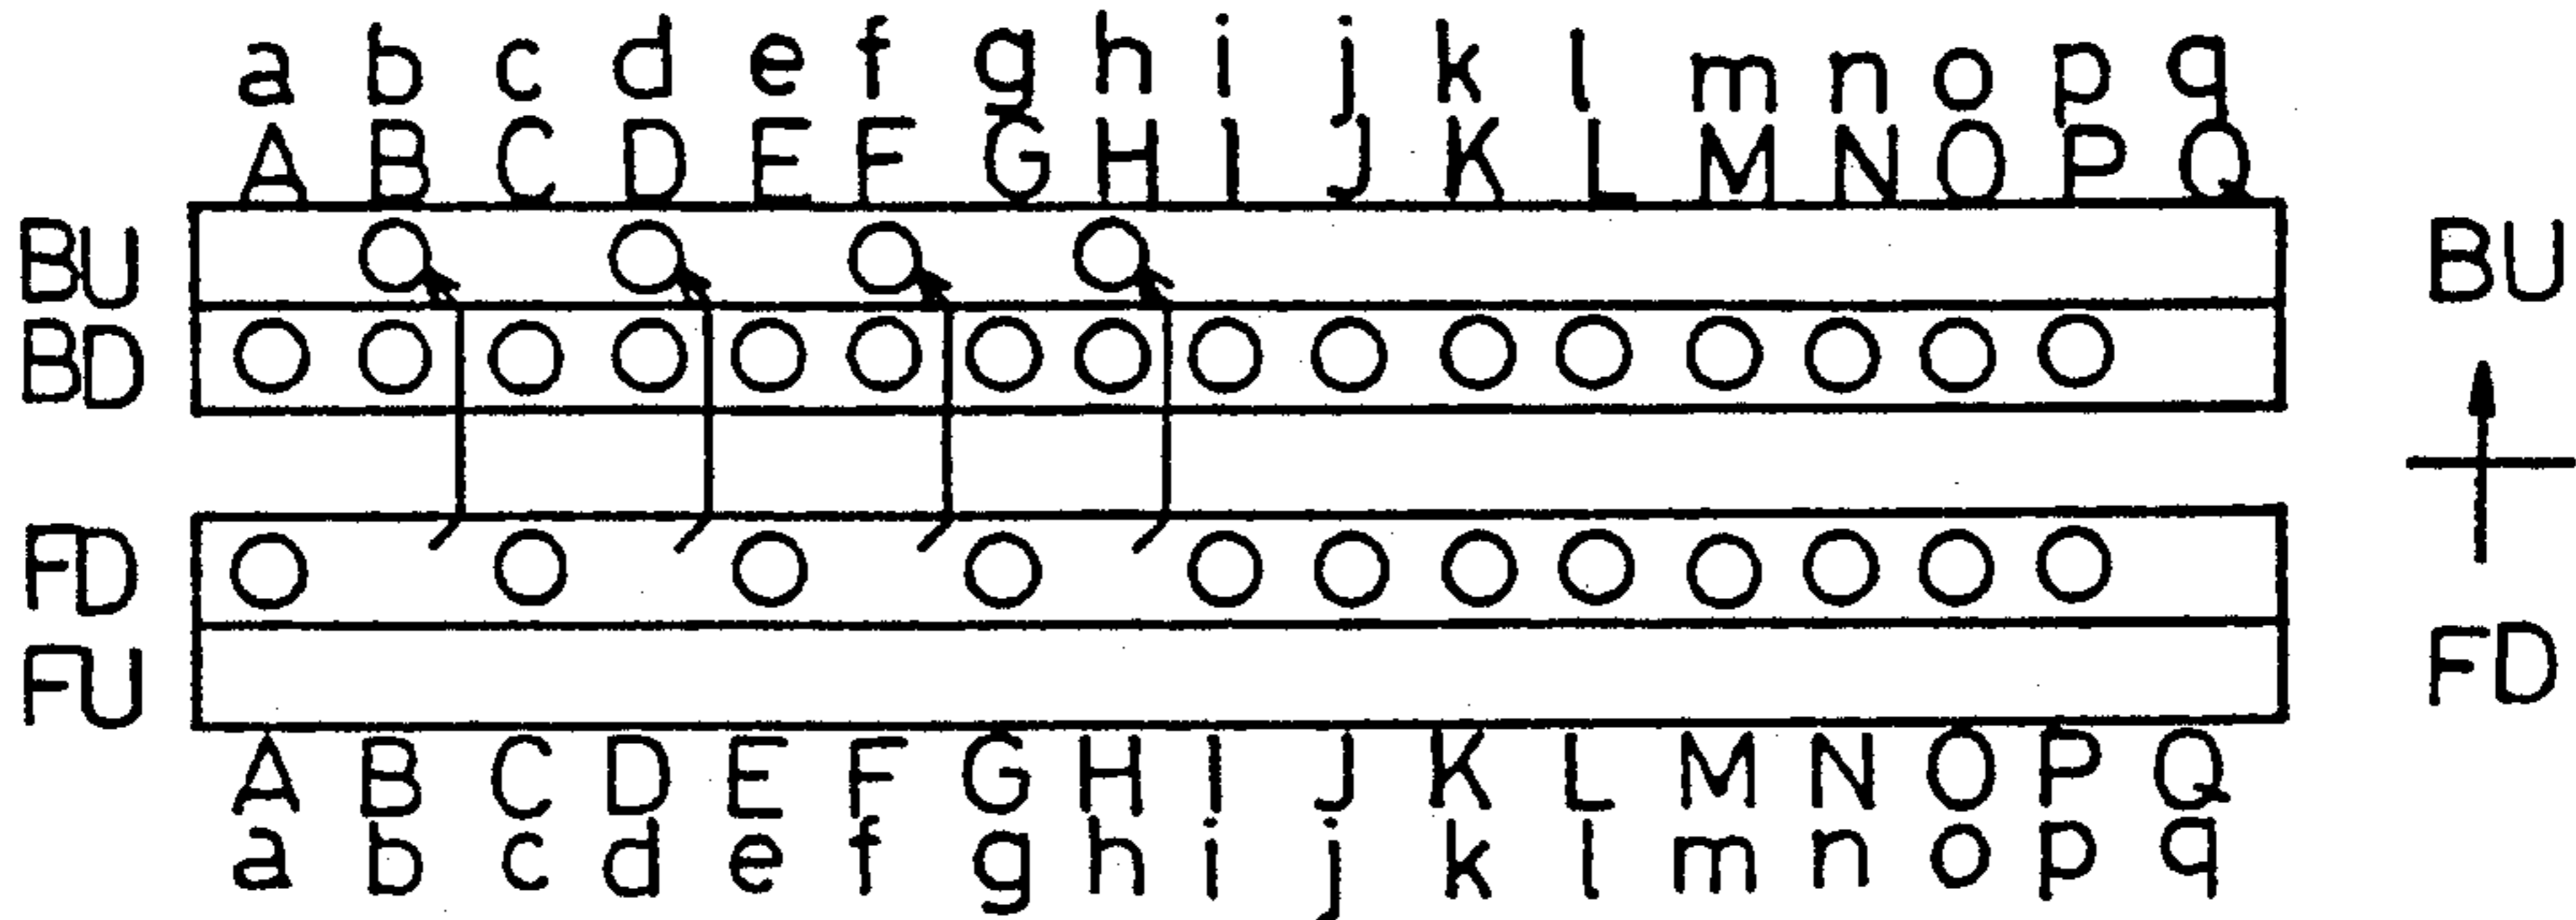 a b c d e f g h i j k l m n o p q
A B C D E F G H I J K L M N O P Q
BU BU
BD
FD
FU FD
A B C D E F G H I J K L M N O P Q
a b c d e f g h i j k l m n o p q